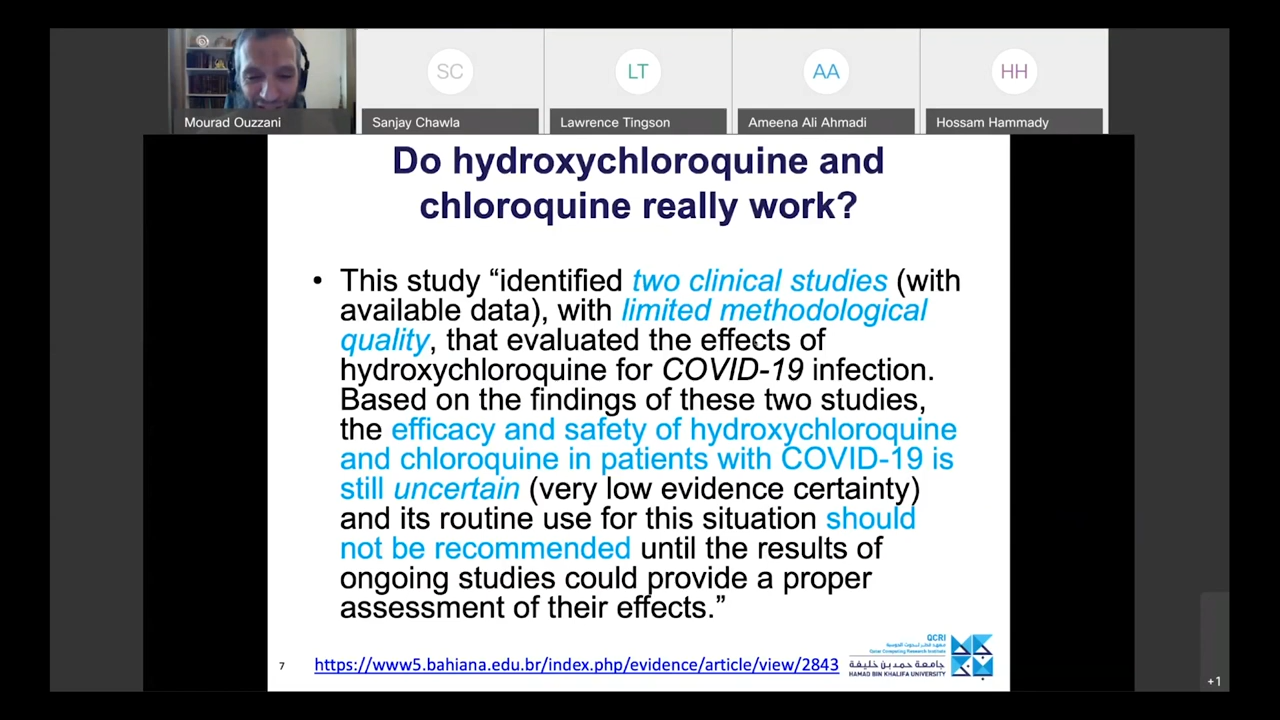 SC
LT
AA
HH
Mourad Ouzzani
Sanjay Chawla
Lawrence Tingson
Ameena Ali Ahmadi
Hossam Hammady
Do hydroxychloroquine and
chloroquine really work?
• This study “identified two clinical studies (with
available data), with limited methodological
quality, that evaluated the effects of
hydroxychloroquine for COVID-19 infection.
Based on the findings of these two studies,
the efficacy and safety of hydroxychloroquine
and chloroquine in patients with COVID-19 is
still uncertain (very low evidence certainty)
and its routine use for this situation should
not be recommended until the results of
ongoing studies could provide a proper
assessment of their effects.”
7
https://www5.bahiana.edu.br/index.php/evidence/article/view/2843
QCRI
Qatar Computing Research Institute
جامعة حمد بن خليفة
HAMAD BIN KHALIFA UNIVERSITY
+1